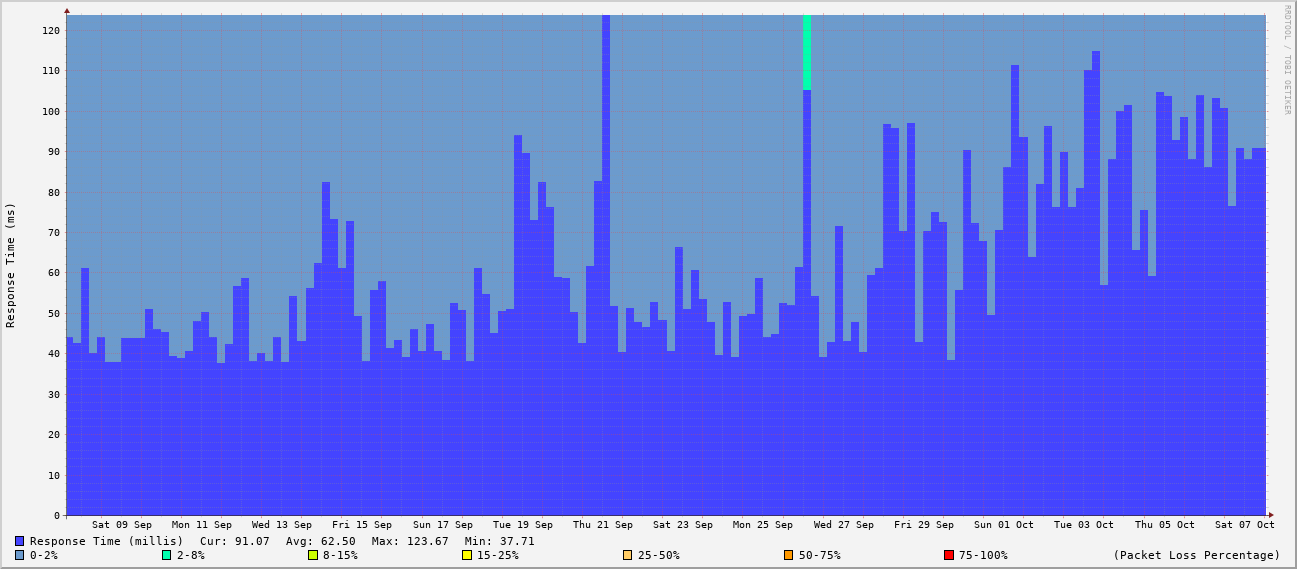 RRDTOOL / TOBI OETIKER
Response Time (ms)
120
110
100
90
80
70
60
50
40
30
20
10
0
Sat 09 Sep Mon 11 Sep Wed 13 Sep Fri 15 Sep Sun 17 Sep Tue 19 Sep Thu 21 Sep Sat 23 Sep Mon 25 Sep Wed 27 Sep Fri 29 Sep Sun 01 Oct Tue 03 Oct Thu 05 Oct Sat 07 Oct
Response Time (millis) Cur: 91.07 Avg: 62.50 Max: 123.67 Min: 37.71
0-2% 2-8% 8-15% 15-25% 25-50% 50-75% 75-100% (Packet Loss Percentage)